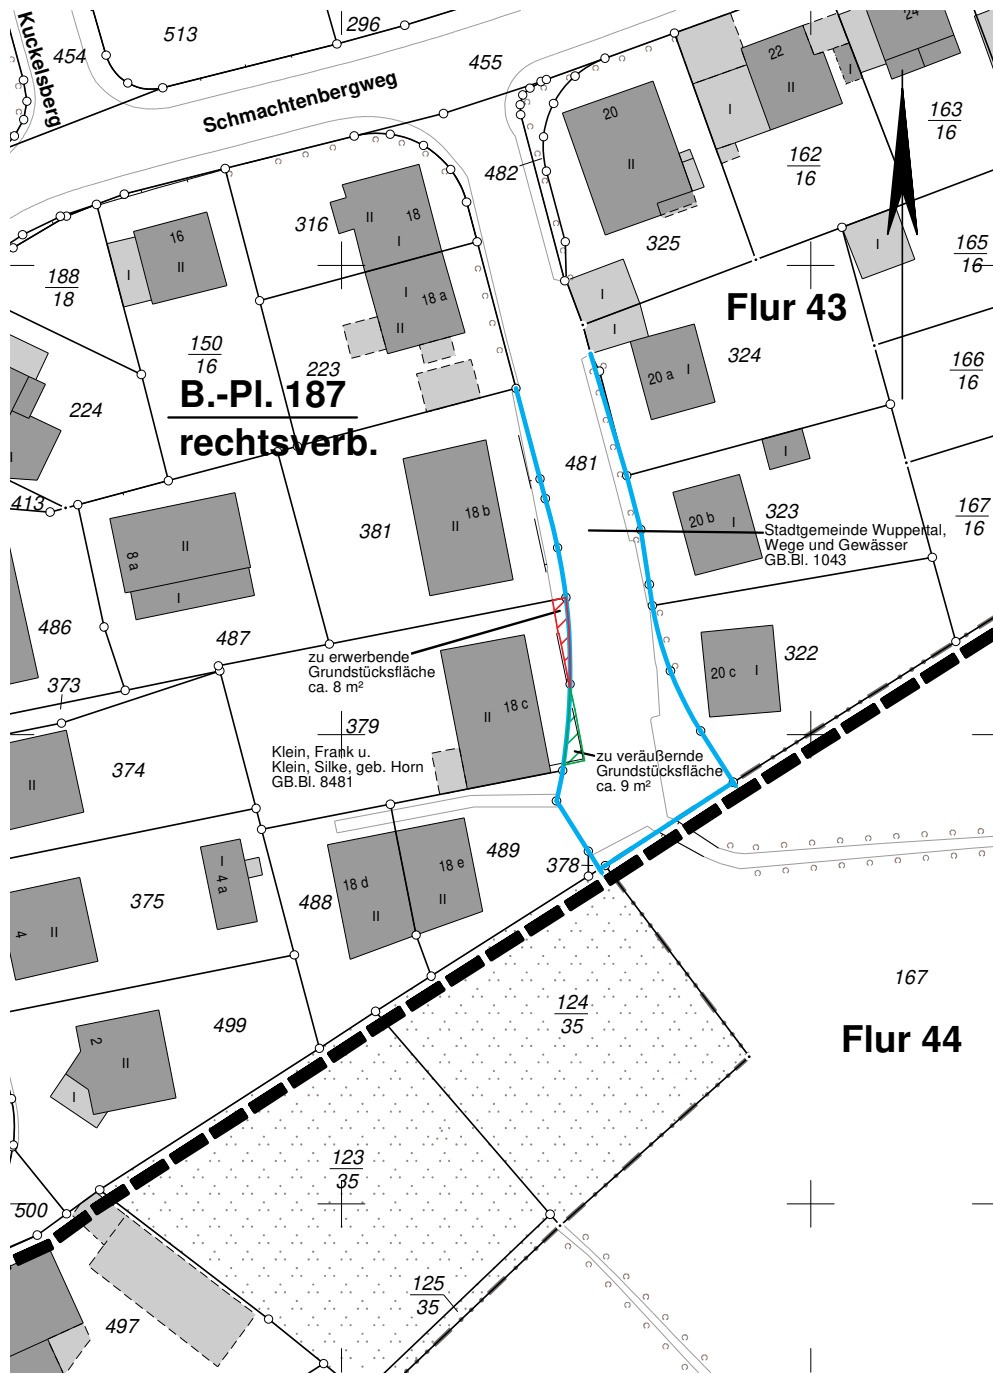 Kuckelsberg
454
513
296
455
24
22
I
II
163
16
Schmachtenbergweg
20
II
I
482
162
16
16
II
I
316
II
18
I
325
I
165
16
188
18
I
18 a
II
I
I
Flur 43
150
16
223
324
20 a I
166
16
B.-Pl. 187
rechtsverb.
224
I
413
481
I
381
18 b
II
20 b I
323
Stadtgemeinde Wuppertal,
Wege und Gewässer
GB.Bl. 1043
167
16
II
8 a
I
486
487
zu erwerbende
Grundstücksfläche
ca. 8 m²
322
20 c I
373
379
18 c
II
Klein, Frank u.
Klein, Silke, geb. Horn
GB.Bl. 8481
zu veräußernde
Grundstücksfläche
ca. 9 m²
II
374
489
378
I
4 a
18 d
II
18 e
II
375
488
4
II
167
124
35
499
Flur 44
2
II
I
123
35
500
125
35
497